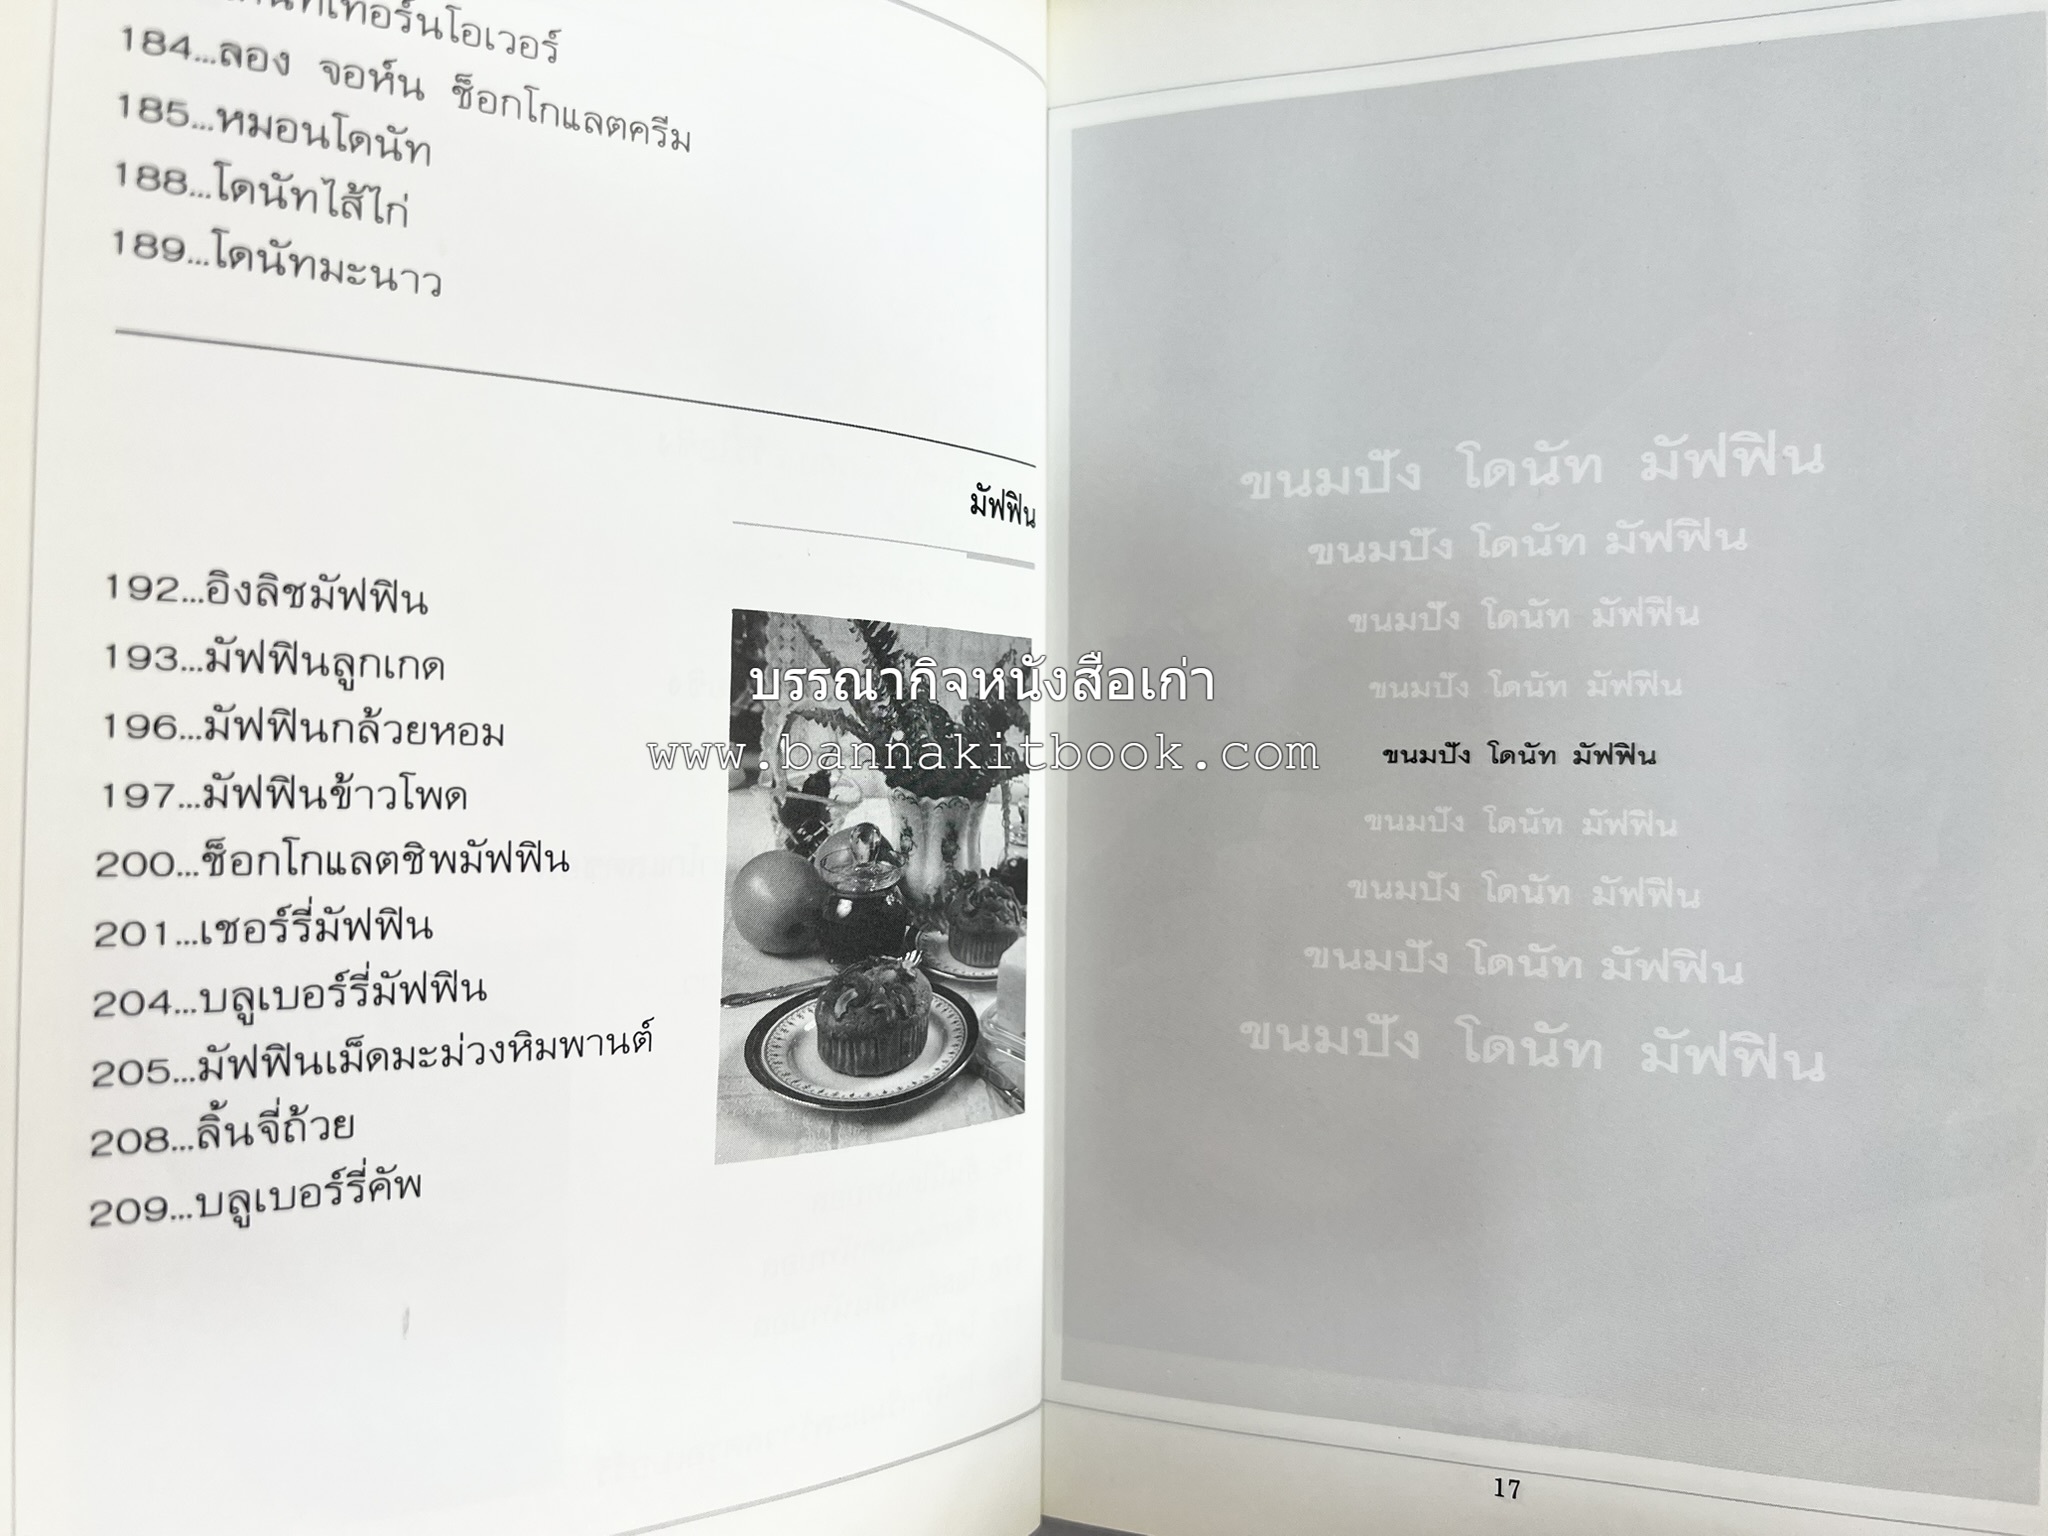 184...ลอง จอห์น ช็อกโกแลตครีม
185...หมอนโดนัท
188...โดนัทไส้ไก่
189...โดนัทมะนาว
มัฟฟิน
192...อิงลิชมัฟฟิน
193...มัฟฟินลูกเกด
196...มัฟฟินกล้วยหอม
197...มัฟฟินข้าวโพด
200...ช็อกโกแลตชิพมัฟฟิน
201...เชอร์รี่มัฟฟิน
204...บลูเบอร์รี่มัฟฟิน
205...มัฟฟินเม็ดมะม่วงหิมพานต์
208...ลิ้นจี่ถ้วย
209...บลูเบอร์รี่คัพ
บรรณากิจหนังสือเก่า
www.bannakitbook.com
ขนมปัง โดนัท มัฟฟิน
ขนมปัง โดนัท มัฟฟิน
ขนมปัง โดนัท มัฟฟิน
ขนมปัง โดนัท มัฟฟิน
ขนมปัง โดนัท มัฟฟิน
ขนมปัง โดนัท มัฟฟิน
ขนมปัง โดนัท มัฟฟิน
ขนมปัง โดนัท มัฟฟิน
ขนมปัง โดนัท มัฟฟิน
17